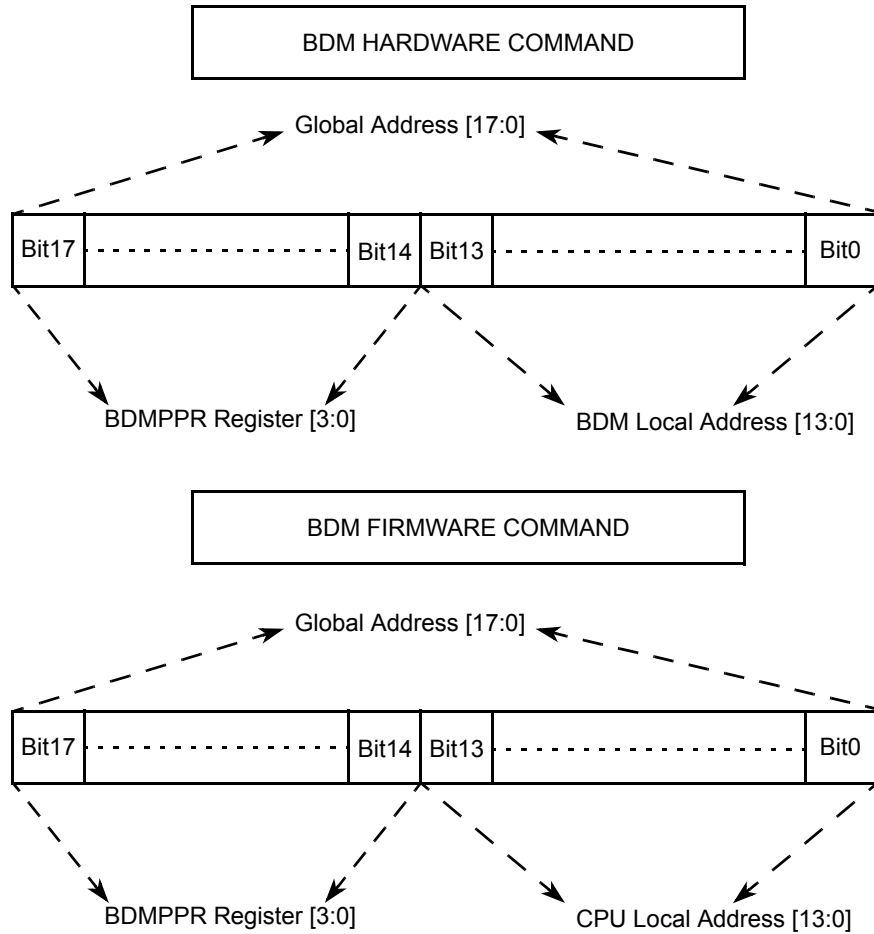 BDM HARDWARE COMMAND
Global Address [17:0]
Bit17 Bit14 Bit13 Bit0
BDMPPR Register [3:0] BDM Local Address [13:0]
BDM FIRMWARE COMMAND
Global Address [17:0]
Bit17 Bit14 Bit13 Bit0
BDMPPR Register [3:0] CPU Local Address [13:0]